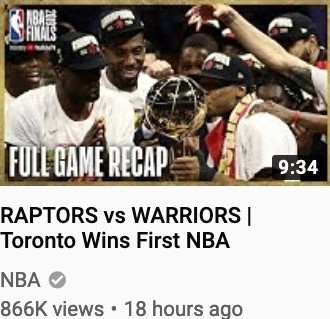 NBA
FINALS
FULL GAME RECAP
9:34
RAPTORS vs WARRIORS |
Toronto Wins First NBA
NBA
866K views • 18 hours ago